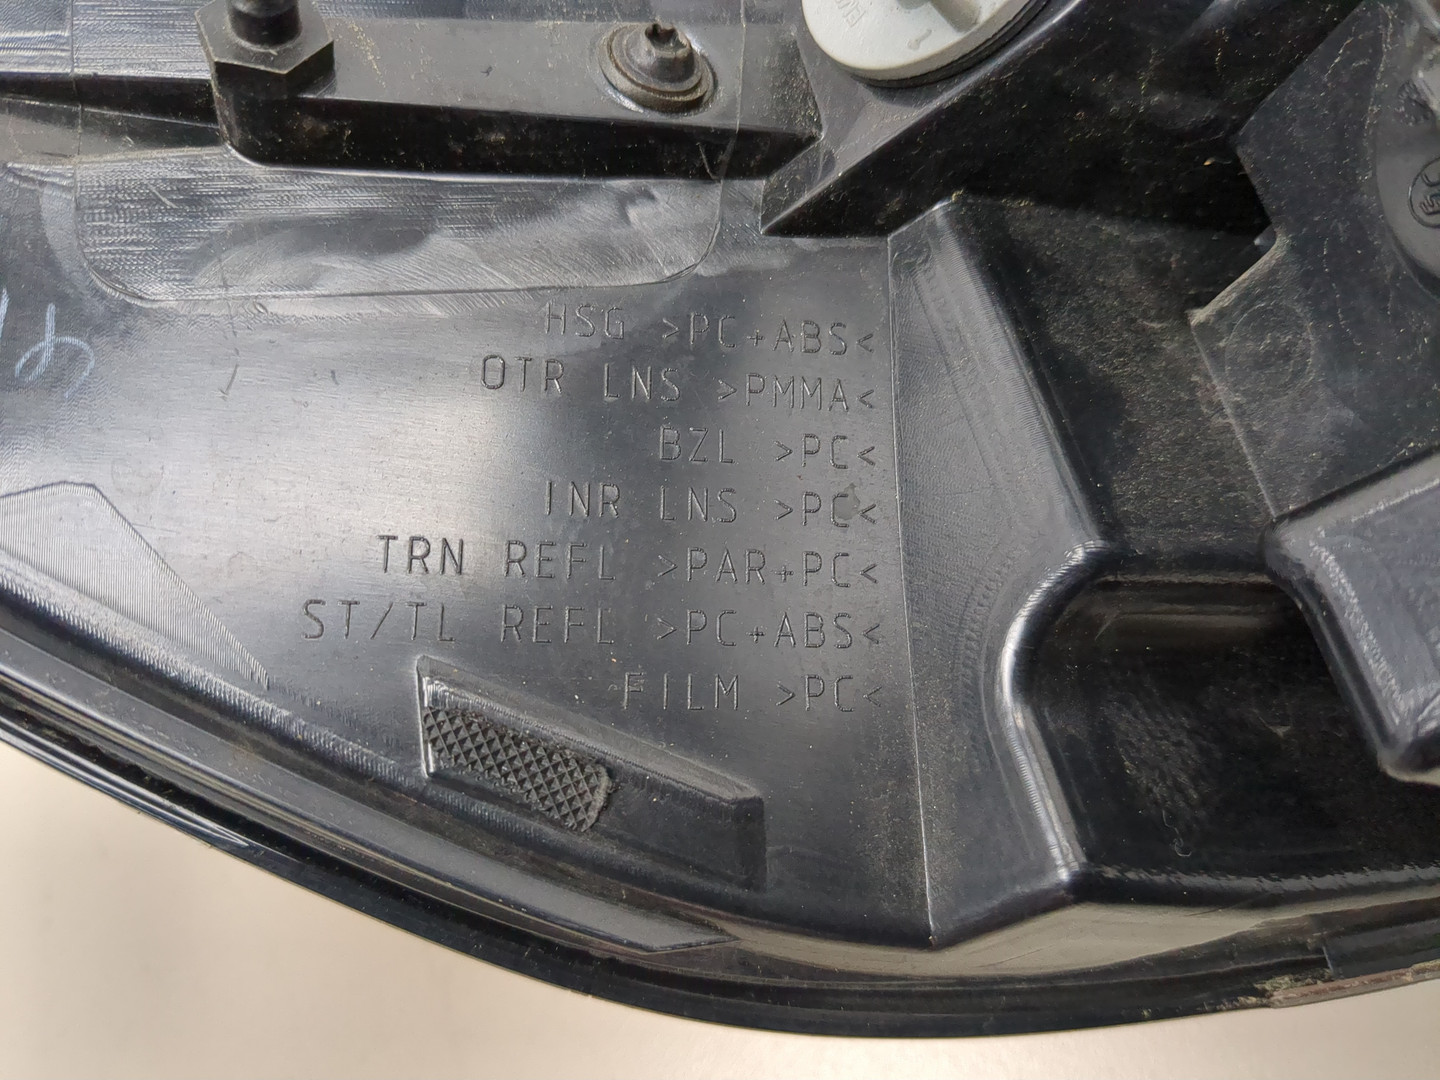 HSG >PC+ABS<
OTR LNS >PMMA<
BZL >PC<
INR LNS >PC<
TRN REFL >PAR+PC<
ST/TL REFL >PC+ABS<
FILM >PC<